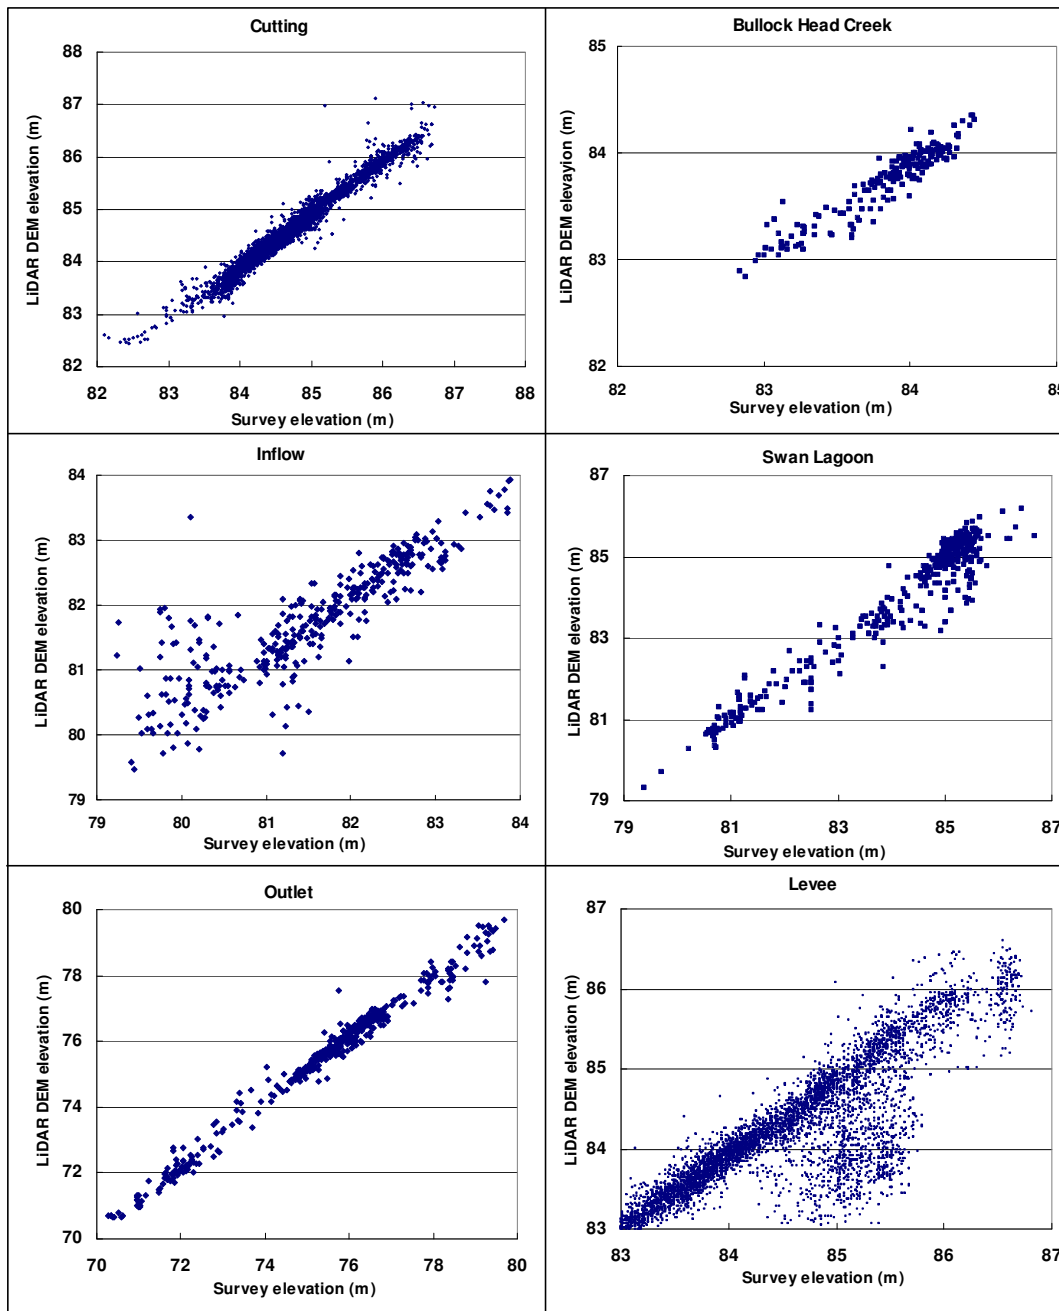 Cutting
LiDAR DEM elevation (m)
88
87
86
85
84
83
82
82 83 84 85 86 87 88
Survey elevation (m)
Bullock Head Creek
LiDAR DEM elevayion (m)
85
84
83
82
82 83 84 85
Survey elevation (m)
Inflow
LiDAR DEM elevation (m)
84
83
82
81
80
79
79 80 81 82 83 84
Survey elevation (m)
Swan Lagoon
LiDAR DEM elevation (m)
87
85
83
81
79
79 81 83 85 87
Survey elevation (m)
Outlet
LiDAR DEM elevation (m)
80
78
76
74
72
70
70 72 74 76 78 80
Survey elevation (m)
Levee
LiDAR DEM elevation (m)
87
86
85
84
83
83 84 85 86 87
Survey elevation (m)